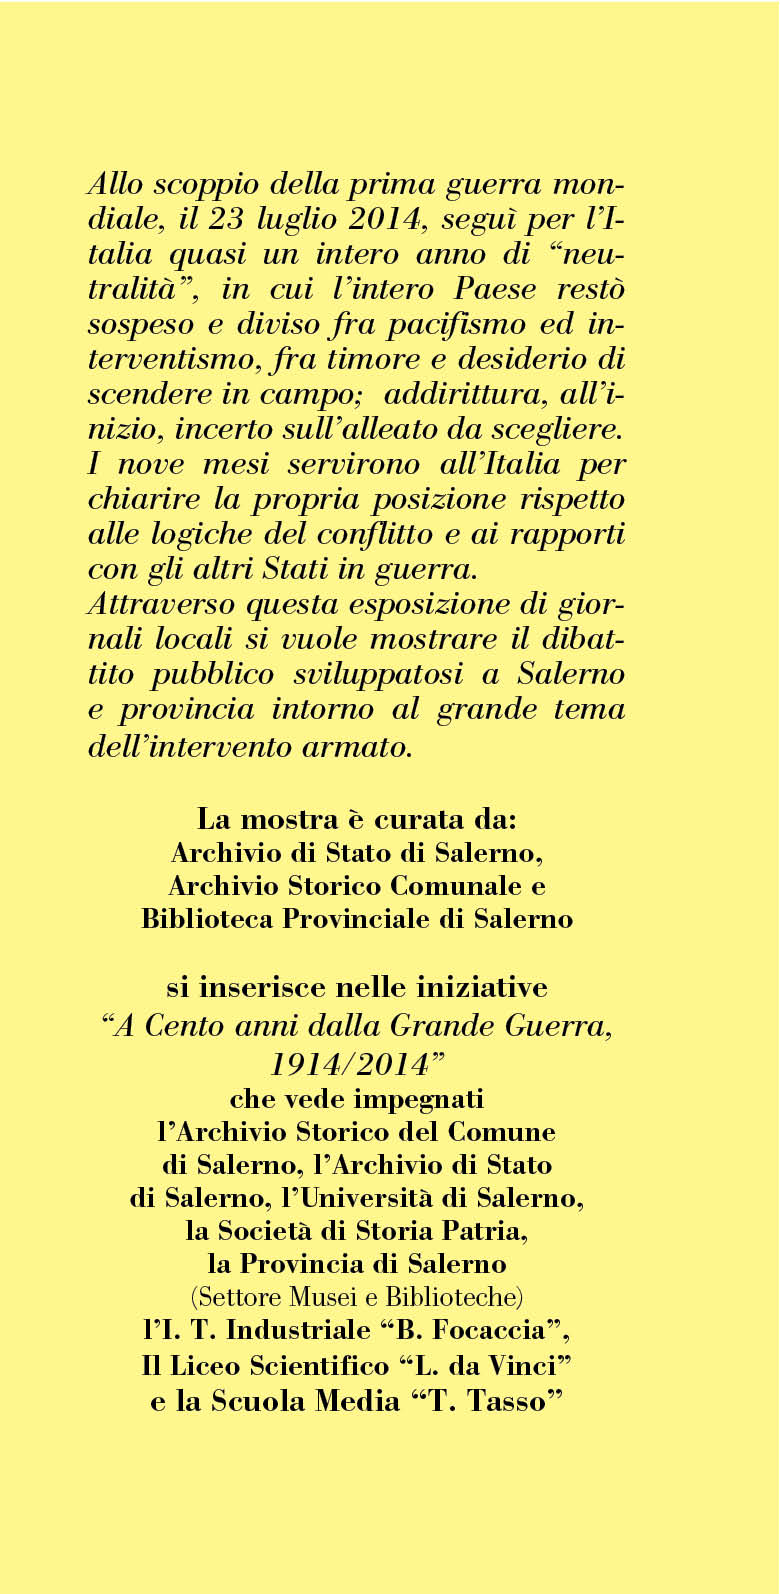 Allo scoppio della prima guerra mon-
diale, il 23 luglio 2014, seguì per l’I-
talia quasi un intero anno di “neu-
tralità”, in cui l’intero Paese restò
sospeso e diviso fra pacifismo ed in-
terventismo, fra timore e desiderio di
scendere in campo; addirittura, all’i-
nizio, incerto sull’alleato da scegliere.
I nove mesi servirono all’Italia per
chiarire la propria posizione rispetto
alle logiche del conflitto e ai rapporti
con gli altri Stati in guerra.
Attraverso questa esposizione di gior-
nali locali si vuole mostrare il dibat-
tito pubblico sviluppatosi a Salerno
e provincia intorno al grande tema
dell’intervento armato.
La mostra è curata da:
Archivio di Stato di Salerno,
Archivio Storico Comunale e
Biblioteca Provinciale di Salerno
si inserisce nelle iniziative
“A Cento anni dalla Grande Guerra,
1914/2014”
che vede impegnati
l’Archivio Storico del Comune
di Salerno, l’Archivio di Stato
di Salerno, l’Università di Salerno,
la Società di Storia Patria,
la Provincia di Salerno
(Settore Musei e Biblioteche)
l’I. T. Industriale “B. Focaccia”,
Il Liceo Scientifico “L. da Vinci”
e la Scuola Media “T. Tasso”